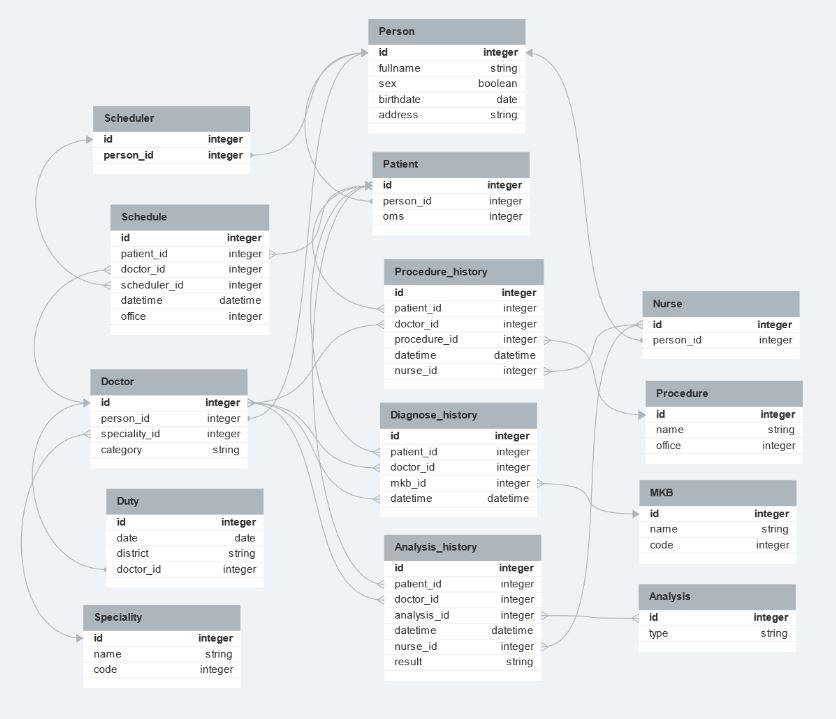 Person
id integer
fullname string
sex boolean
birthdate date
address string
Scheduler
id integer
person_id integer
Patient
id integer
person_id integer
oms integer
Schedule
id integer
patient_id integer
doctor_id integer
scheduler_id integer
datetime datetime
office integer
Procedure_history
id integer
patient_id integer
doctor_id integer
procedure_id integer
datetime datetime
nurse_id integer
Nurse
id integer
person_id integer
Doctor
id integer
person_id integer
speciality_id integer
category string
Procedure
id integer
name string
office integer
Diagnose_history
id integer
patient_id integer
doctor_id integer
mkb_id integer
datetime datetime
MKB
id integer
name string
code integer
Duty
id integer
date date
district string
doctor_id integer
Analysis_history
id integer
patient_id integer
doctor_id integer
analysis_id integer
datetime datetime
nurse_id integer
result string
Analysis
id integer
type string
Speciality
id integer
name string
code integer